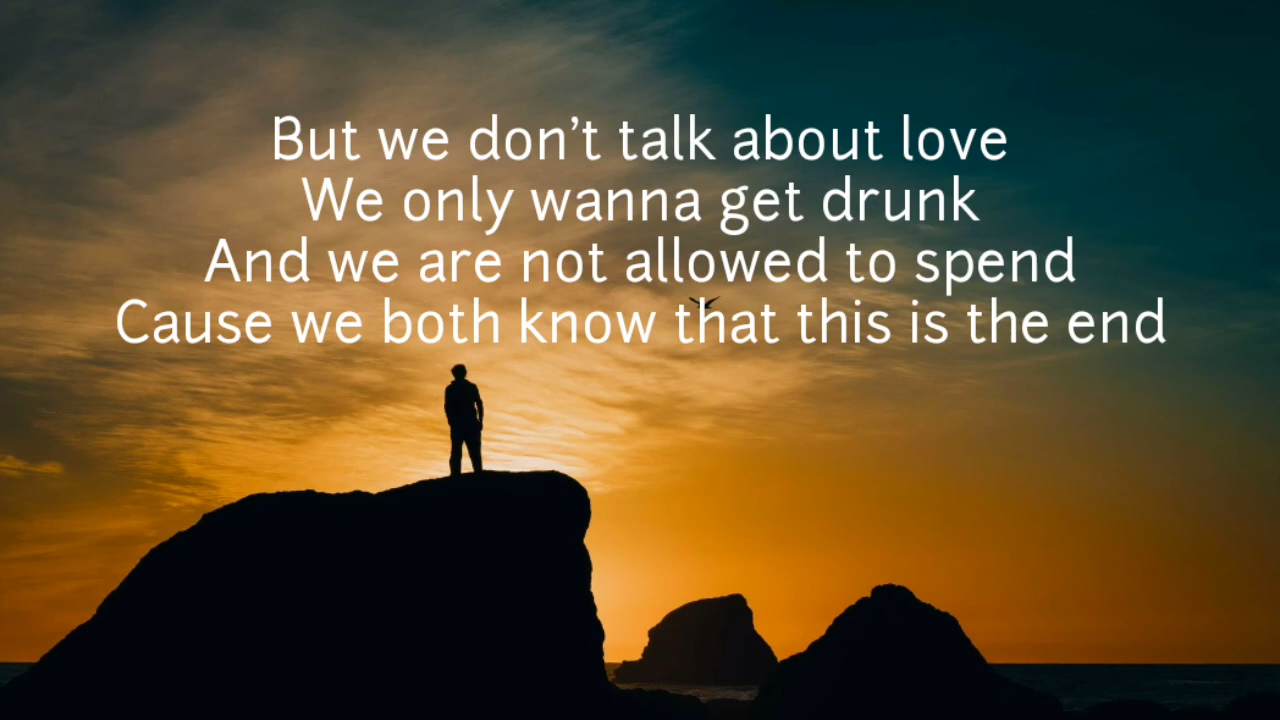 But we don’t talk about love
We only wanna get drunk
And we are not allowed to spend
Cause we both know that this is the end